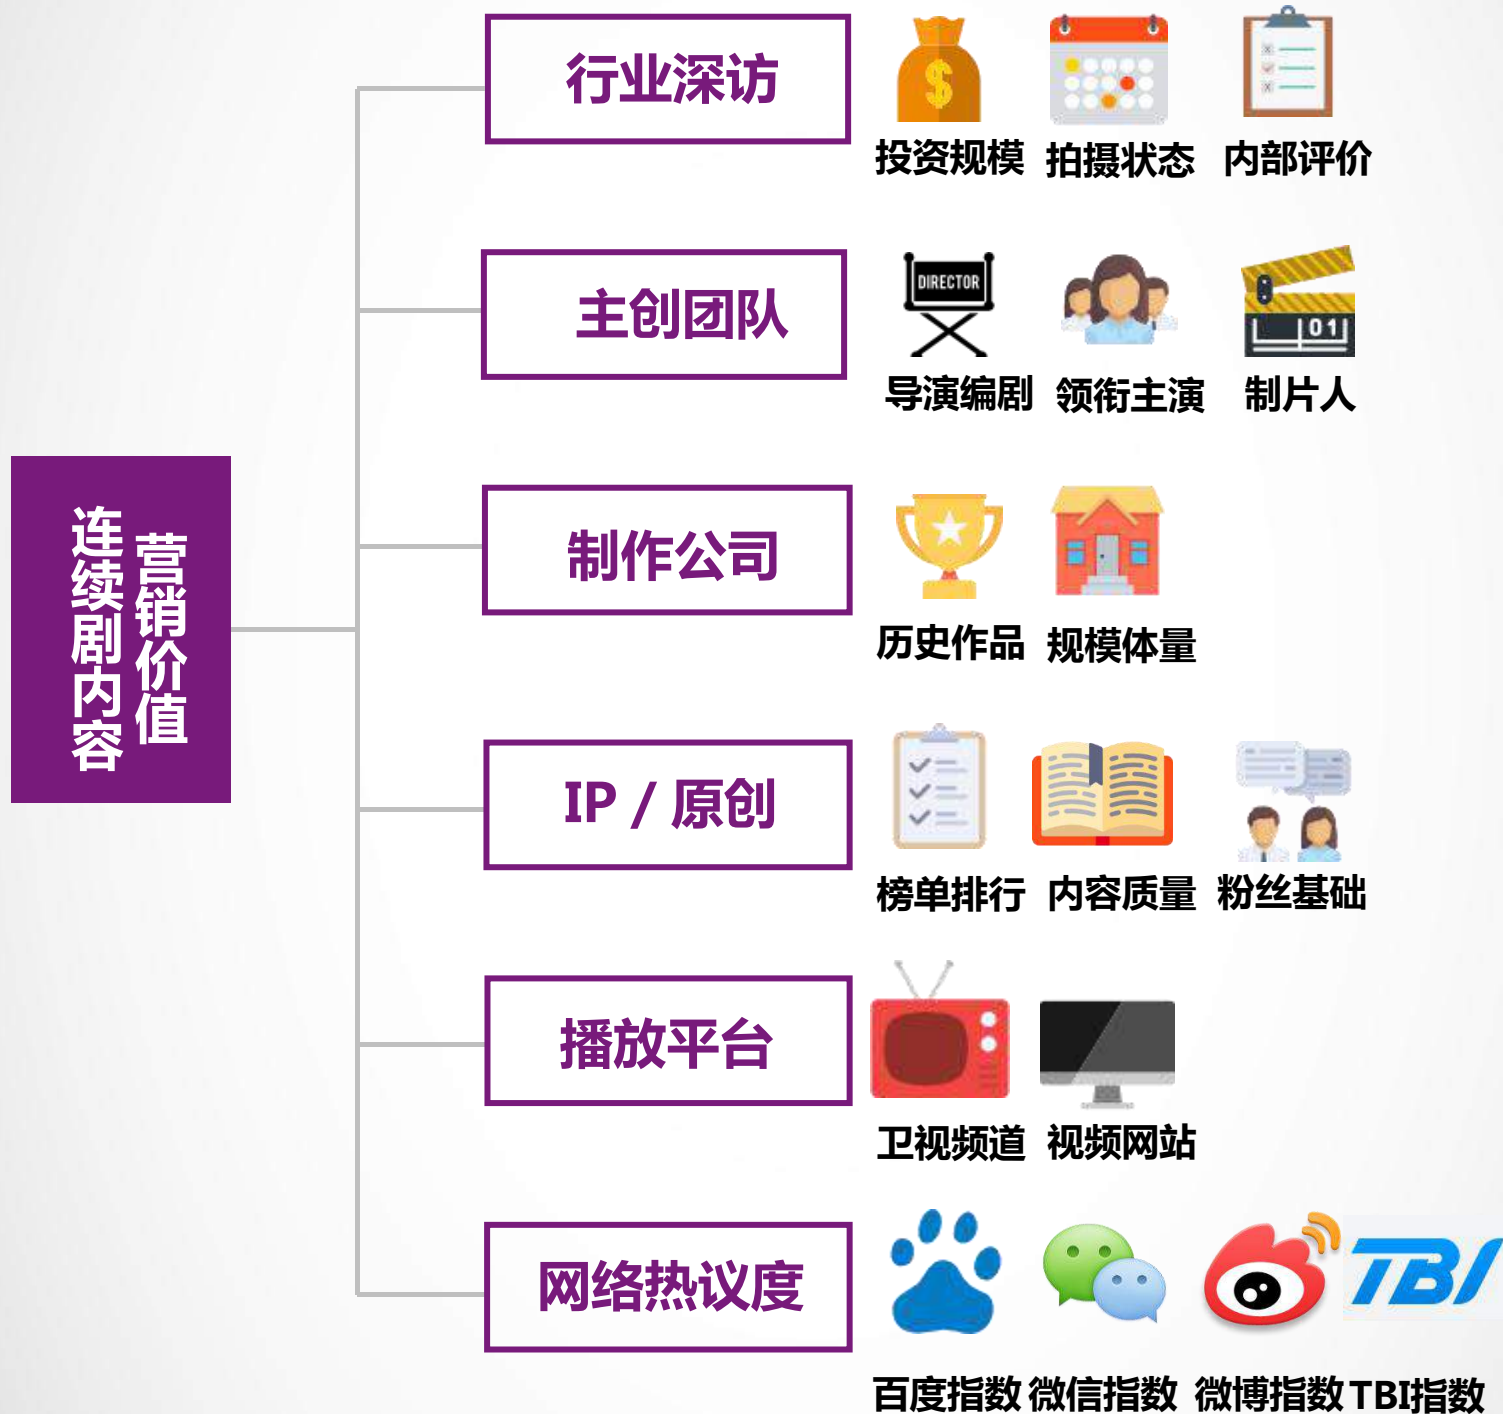 连续剧内容
营销价值
行业深访
投资规模 拍摄状态 内部评价
主创团队
DIRECTOR
01
导演编剧 领衔主演 制片人
制作公司
历史作品 规模体量
IP / 原创
榜单排行 内容质量 粉丝基础
播放平台
卫视频道 视频网站
网络热议度
TBI
百度指数 微信指数 微博指数 TBI指数